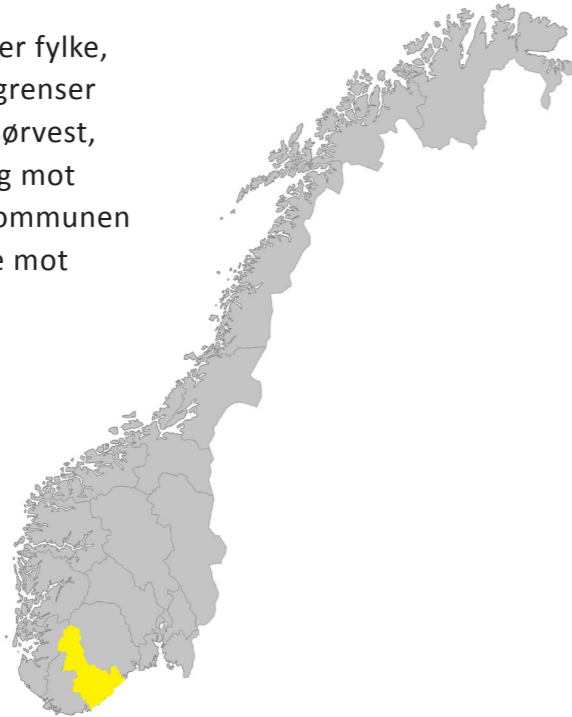 er fylke,
grenser
ørvest,
g mot
ommunen
e mot